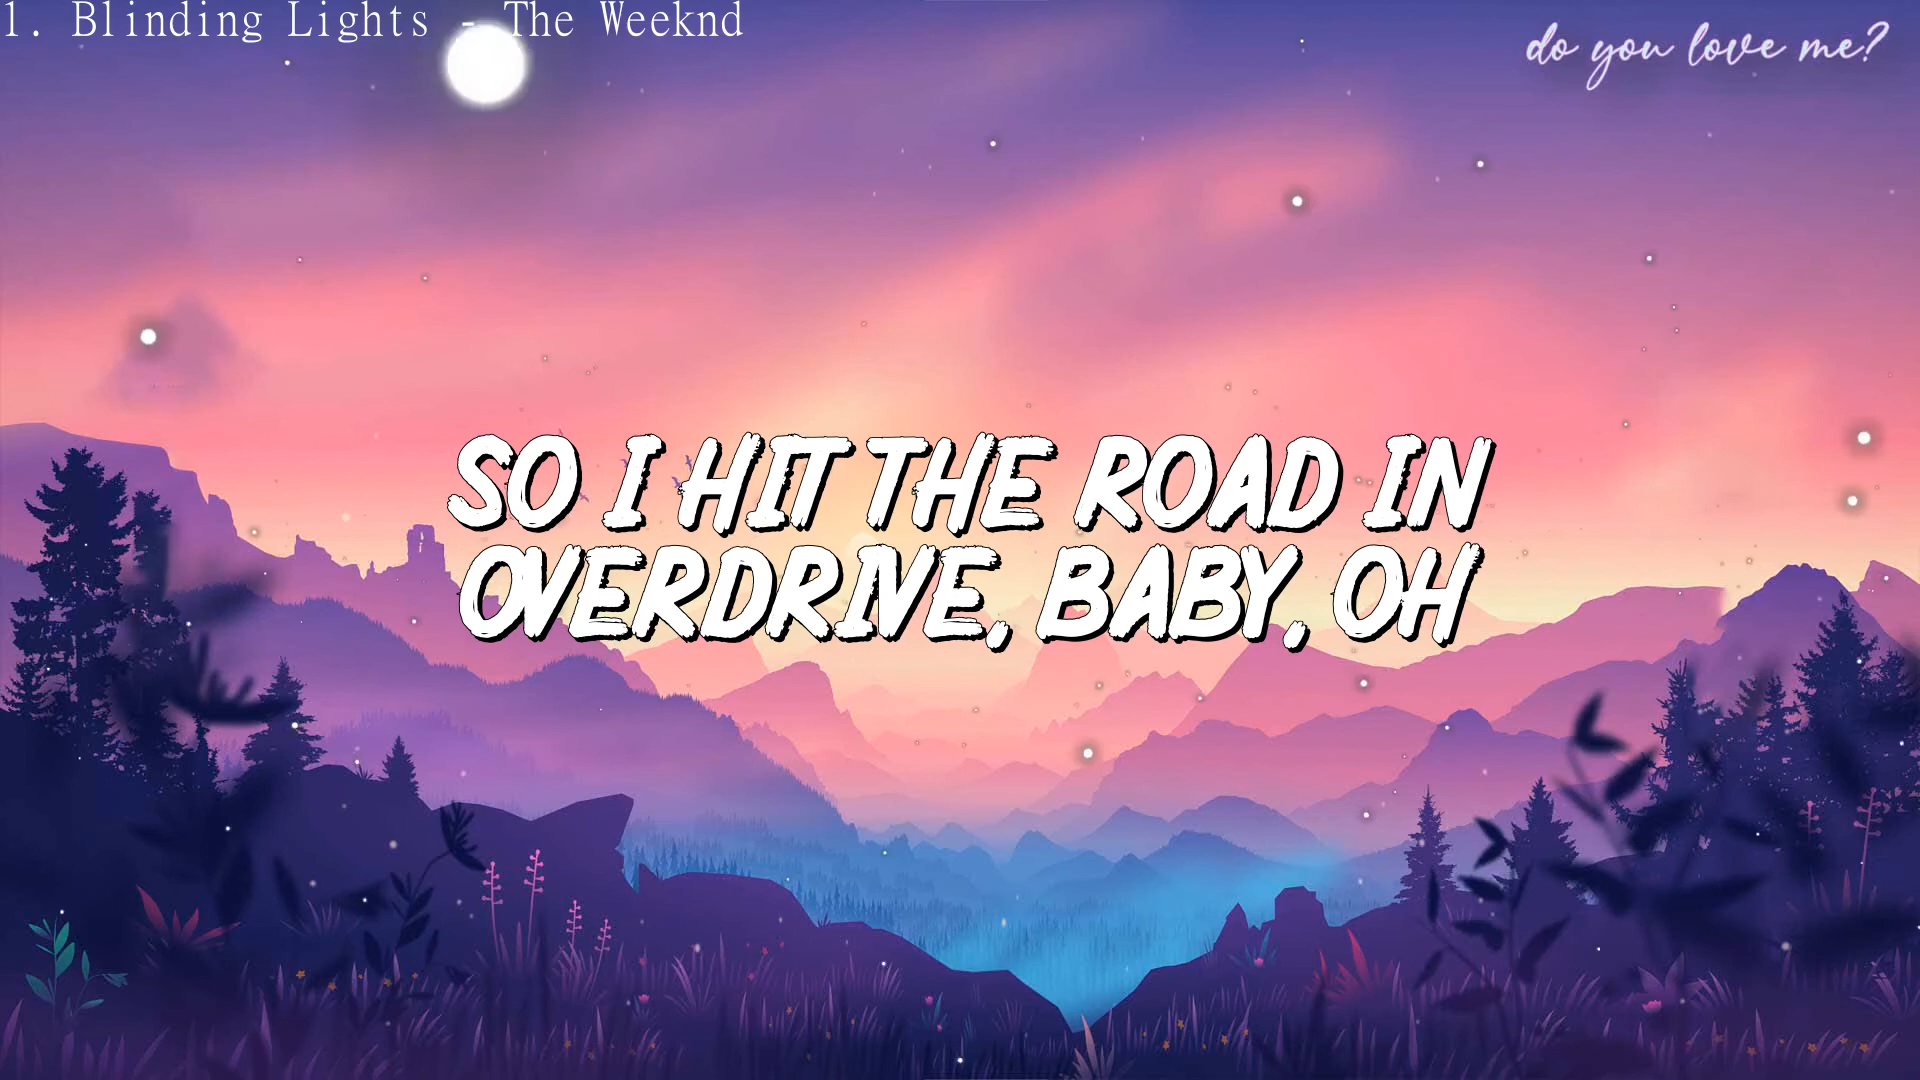 1. Blinding Lights - The Weeknd
do you love me?
SO I HIT THE ROAD IN
OVERDRIVE, BABY, OH